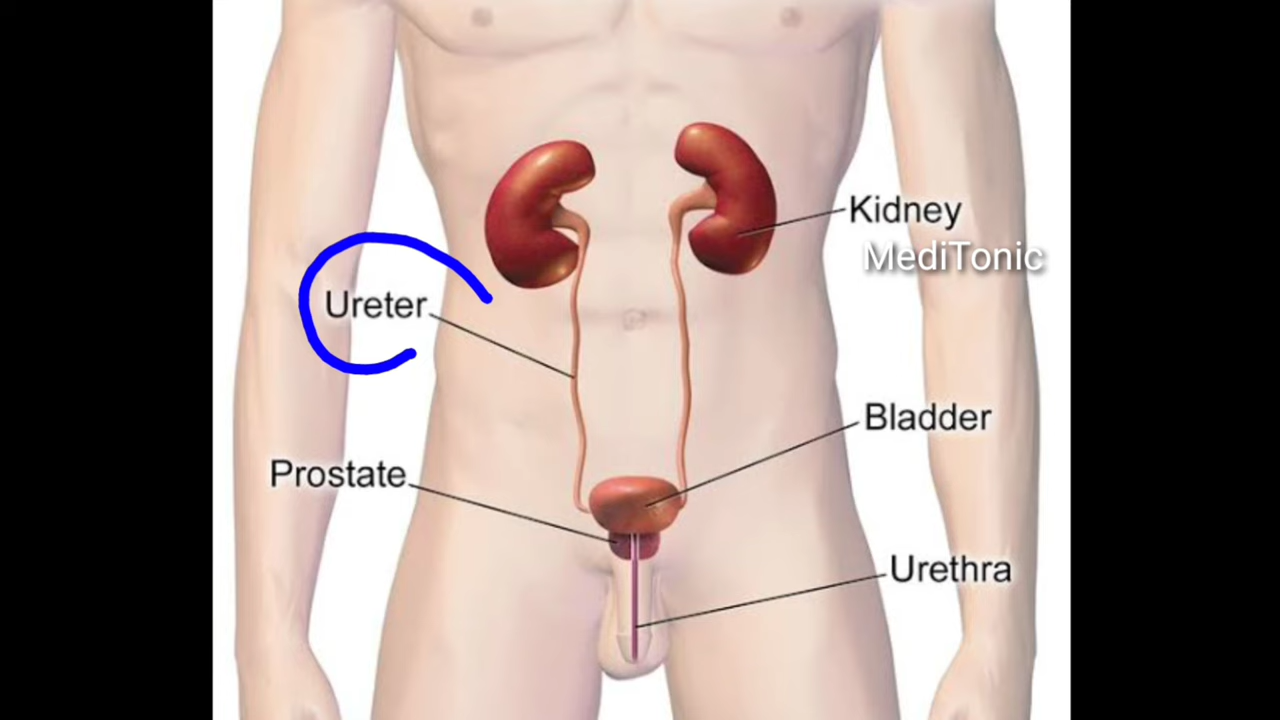 Kidney
MediTonic
Ureter
Bladder
Prostate
Urethra